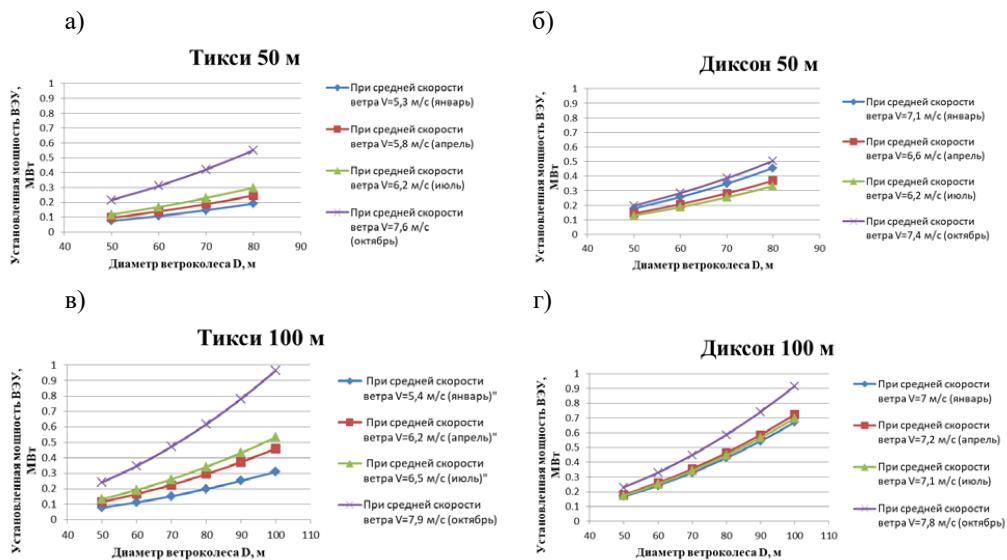 а)
Тикси 50 м
Установленная мощность ВЭУ,
МВт
1
0.9
0.8
0.7
0.6
0.5
0.4
0.3
0.2
0.1
0
40
50
60
70
80
90
Диаметр ветроколеса D, м
При средней скорости
ветра V=5,3 м/с (январь)
При средней скорости
ветра V=5,8 м/с (апрель)
При средней скорости
ветра V=6,2 м/с (июль)
При средней скорости
ветра V=7,6 м/с
(октябрь)
б)
Диксон 50 м
Установленная мощность ВЭУ,
МВт
1
0.9
0.8
0.7
0.6
0.5
0.4
0.3
0.2
0.1
0
40
50
60
70
80
90
Диаметр ветроколеса D, м
При средней скорости
ветра V=7,1 м/с (январь)
При средней скорости
ветра V=6,6 м/с (апрель)
При средней скорости
ветра V=6,2 м/с (июль)
При средней скорости
ветра V=7,4 м/с (октябрь)
в)
Тикси 100 м
Установленная мощность ВЭУ,
МВт
1
0.9
0.8
0.7
0.6
0.5
0.4
0.3
0.2
0.1
0
40
50
60
70
80
90
100
110
Диаметр ветроколеса D, м
При средней скорости
ветра V=5,4 м/с (январь)"
При средней скорости
ветра V=6,2 м/с (апрель)"
При средней скорости
ветра V=6,5 м/с (июль)"
При средней скорости
ветра V=7,9 м/с (октябрь)
г)
Диксон 100 м
Установленная мощность ВЭУ,
МВт
1
0.9
0.8
0.7
0.6
0.5
0.4
0.3
0.2
0.1
0
40
50
60
70
80
90
100
110
Диаметр ветроколеса D, м
При средней скорости
ветра V=7 м/с (январь)
При средней скорости
ветра V=7,2 м/с (апрель)
При средней скорости
ветра V=7,1 м/с (июль)
При средней скорости
ветра V=7,8 м/с (октябрь)